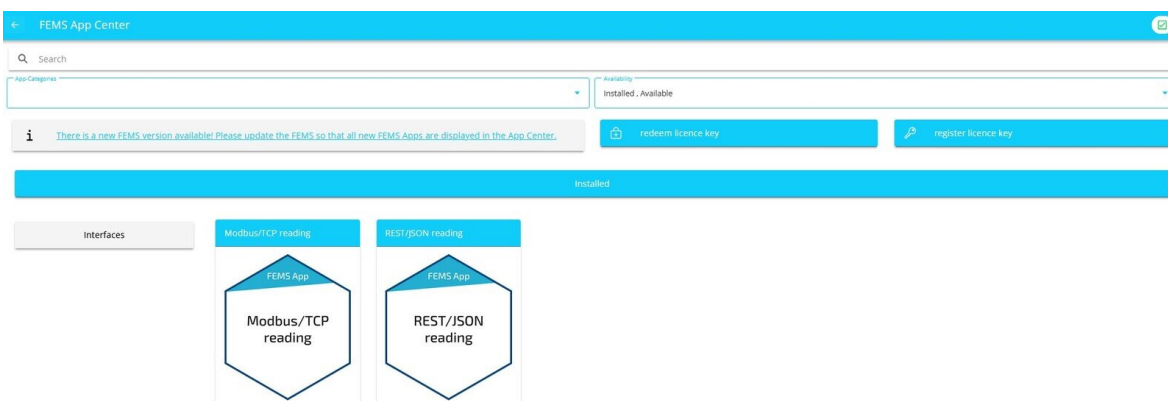 FEMS App Center
Search
App-Categories
Availability
Installed , Available
There is a new FEMS version available! Please update the FEMS so that all new FEMS Apps are displayed in the App Center.
redeem licence key
register licence key
Installed
Interfaces
Modbus/TCP reading
REST/JSON reading
FEMS App
Modbus/TCP
reading
FEMS App
REST/JSON
reading